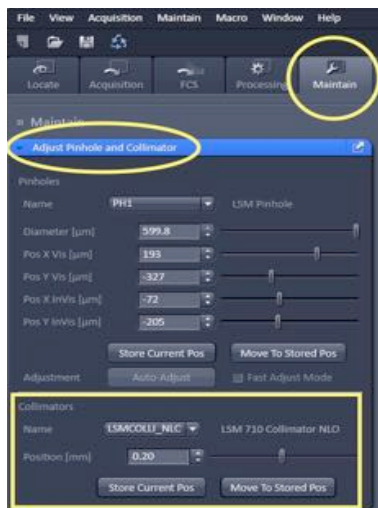 File View Acquisition Maintain Macro Window Help
Locate Acquisition FCS Processing Maintain
Maintain
Adjust Pinhole and Collimator
Pinholes
Name PH1 LSM Pinhole
Diameter [µm] 599.8
Pos X Vis [µm] 193
Pos Y Vis [µm] -327
Pos X InVis [µm] -72
Pos Y InVis [µm] -205
Store Current Pos Move To Stored Pos
Adjustment Auto-Adjust Fast Adjust Mode
Collimators
Name LSM 710 Collimator NLO
Position [mm] 0.20
Store Current Pos Move To Stored Pos